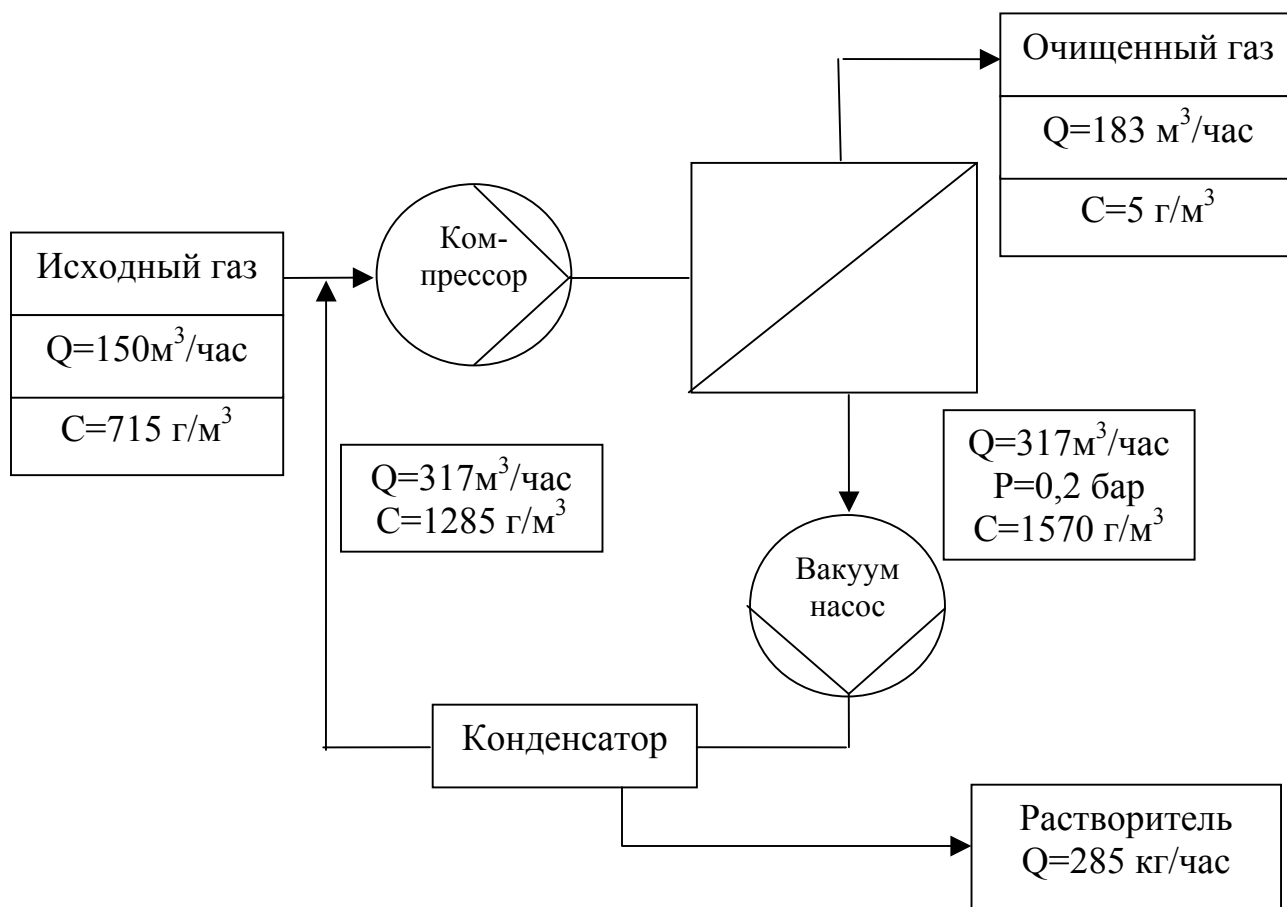 Очищенный газ
Q=183 м³/час
C=5 г/м³
Ком-
прессор
Исходный газ
Q=150м³/час
C=715 г/м³
Q=317м³/час
C=1285 г/м³
Q=317м³/час
P=0,2 бар
C=1570 г/м³
Вакуум
насос
Конденсатор
Растворитель
Q=285 кг/час